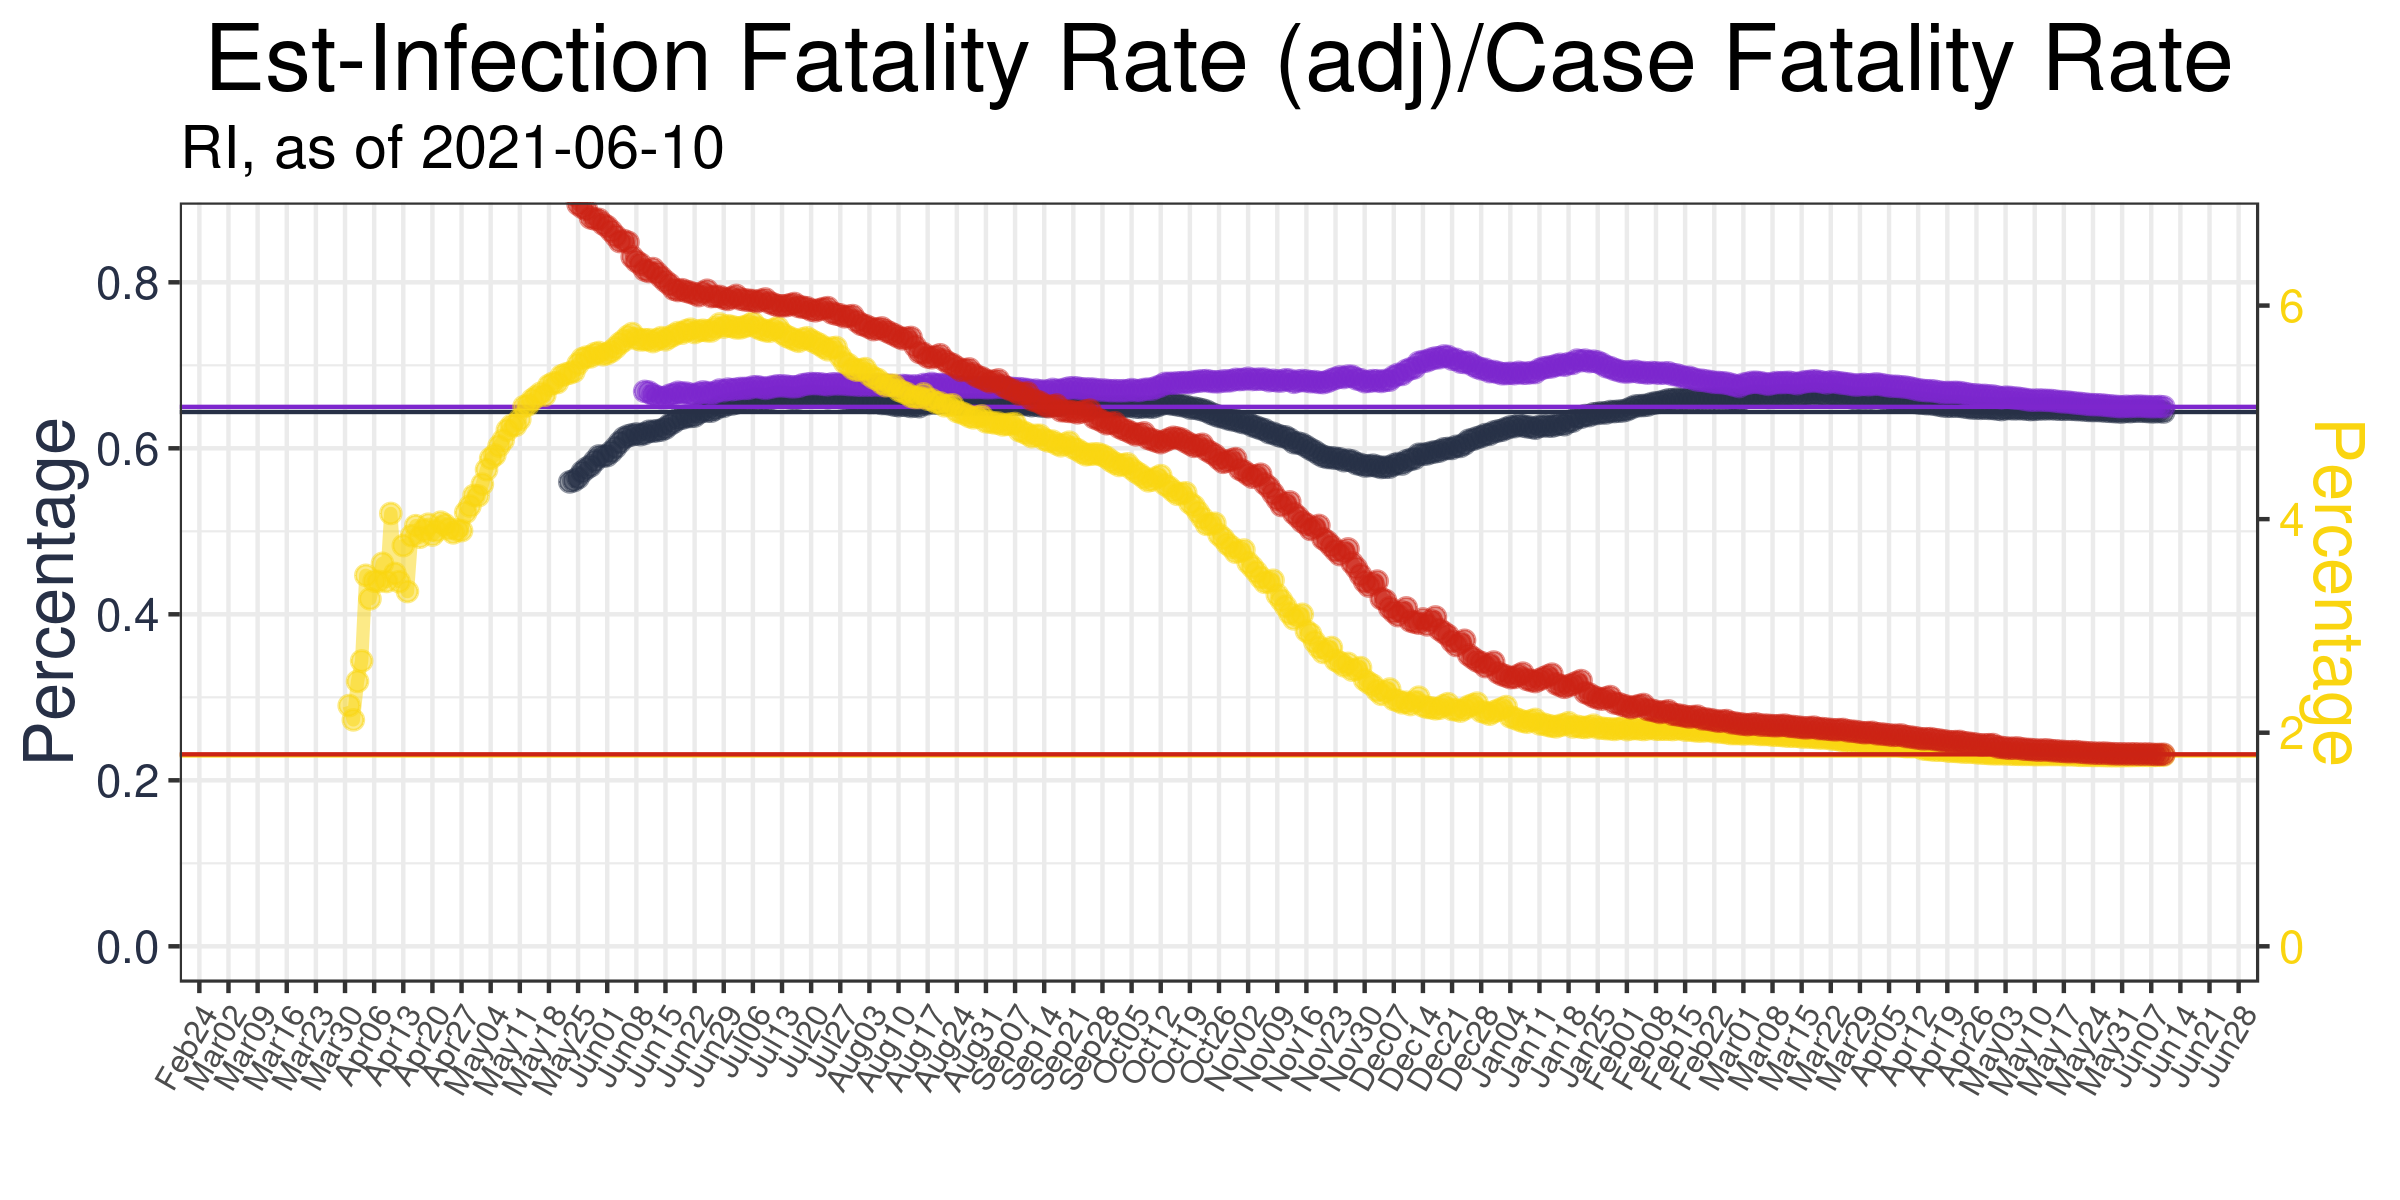 Est-Infection Fatality Rate (adj)/Case Fatality Rate
RI, as of 2021-06-10
Percentage
0.8
0.6
0.4
0.2
0.0
6
4
2
0
Percentage
Feb24
Mar02
Mar09
Mar16
Mar23
Mar30
Apr06
Apr13
Apr20
Apr27
May04
May11
May18
May25
Jun01
Jun08
Jun15
Jun22
Jun29
Jul06
Jul13
Jul20
Jul27
Aug03
Aug10
Aug17
Aug24
Aug31
Sep07
Sep14
Sep21
Sep28
Oct05
Oct12
Oct19
Oct26
Nov02
Nov09
Nov16
Nov23
Nov30
Dec07
Dec14
Dec21
Dec28
Jan04
Jan11
Jan18
Jan25
Feb01
Feb08
Feb15
Feb22
Mar01
Mar08
Mar15
Mar22
Mar29
Apr05
Apr12
Apr19
Apr26
May03
May10
May17
May24
May31
Jun07
Jun14
Jun21
Jun28